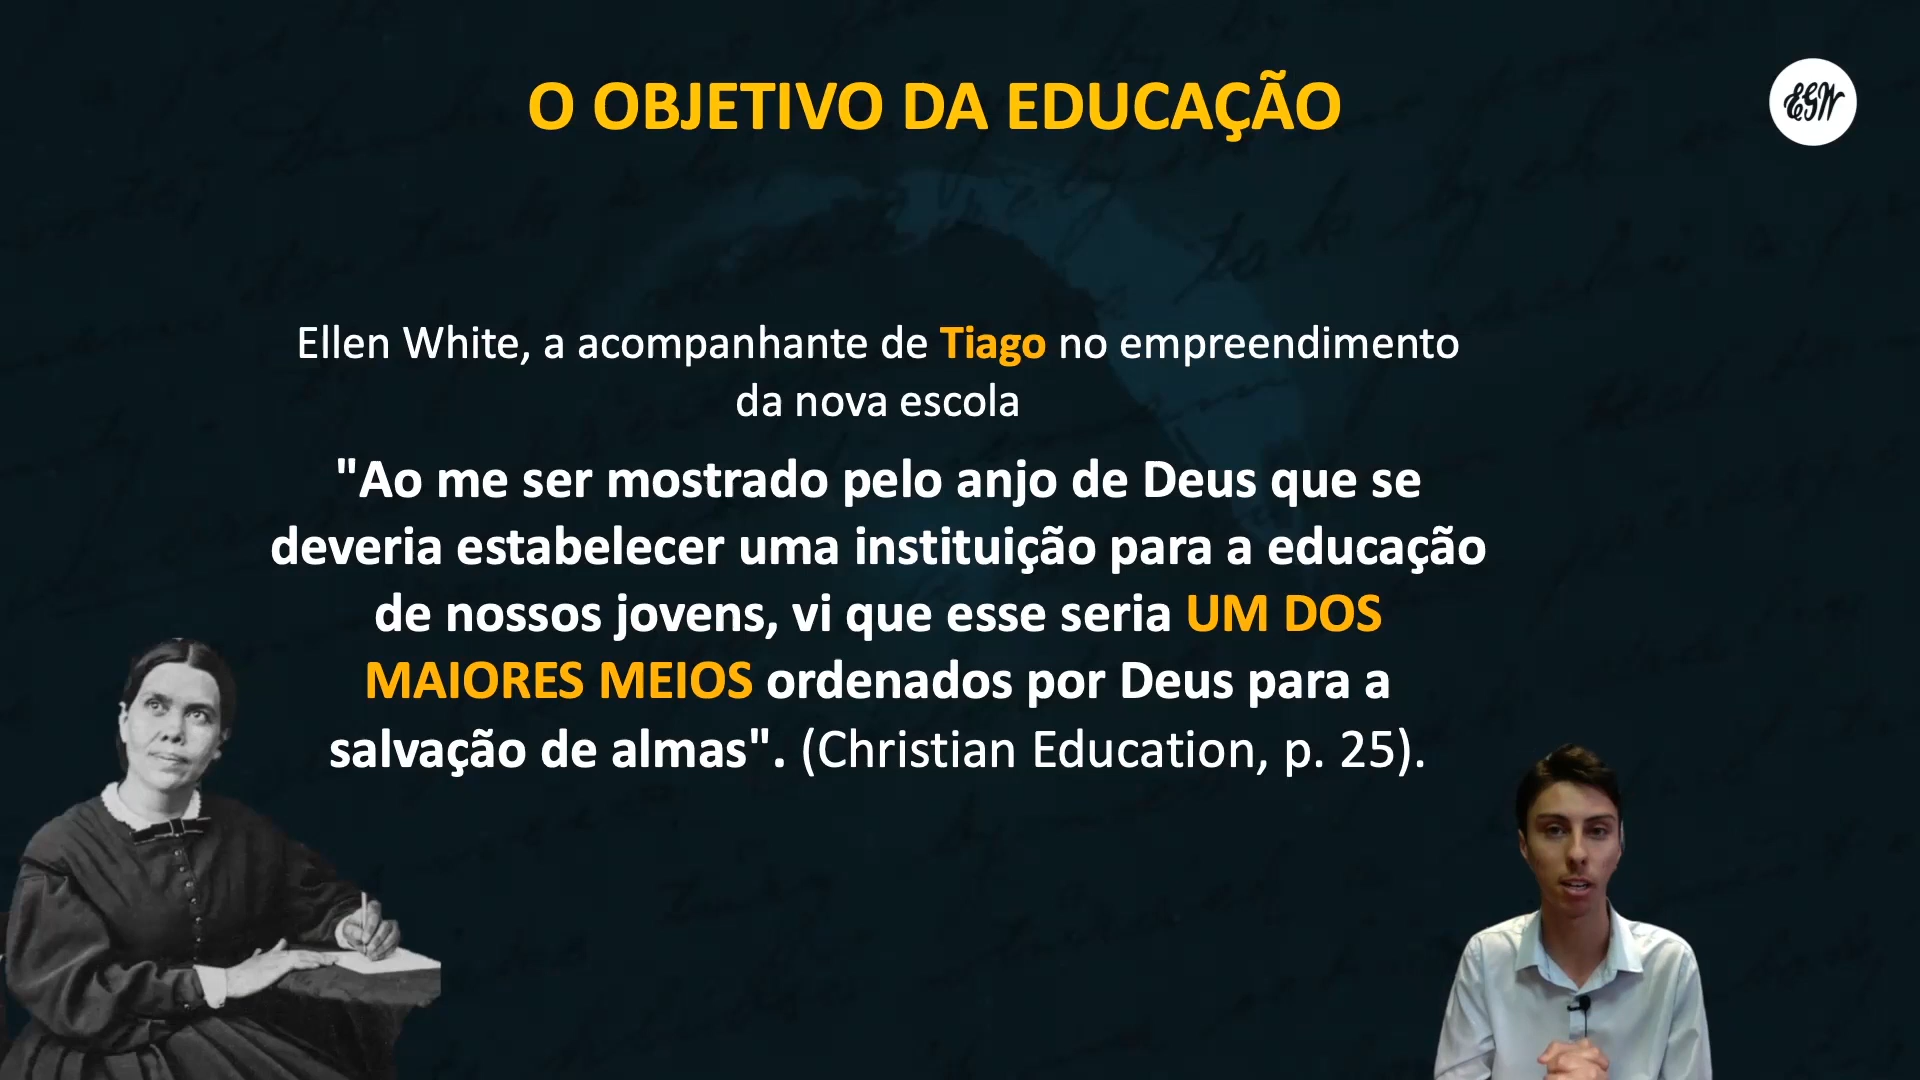 O OBJETIVO DA EDUCAÇÃO
EGW
Ellen White, a acompanhante de Tiago no empreendimento
da nova escola
"Ao me ser mostrado pelo anjo de Deus que se
deveria estabelecer uma instituição para a educação
de nossos jovens, vi que esse seria UM DOS
MAIORES MEIOS ordenados por Deus para a
salvação de almas". (Christian Education, p. 25).